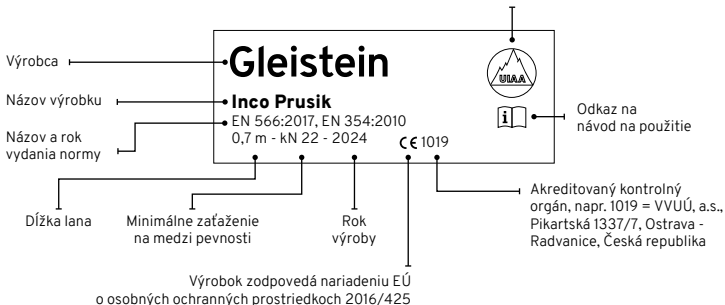 Výrobca
Gleistein
UIAA
Názov výrobku
Inco Prusik
Názov a rok
vydania normy
EN 566:2017, EN 354:2010
0,7 m - kN 22 - 2024
CE 1019
i
Odkaz na
návod na použitie
Dĺžka lana
Minimálne zaťaženie
na medzi pevnosti
Rok
výroby
Akreditovaný kontrolný
orgán, napr. 1019 = VVUÚ, a.s.,
Pikartská 1337/7, Ostrava -
Radvanice, Česká republika
Výrobok zodpovedá nariadeniu EÚ
o osobných ochranných prostriedkoch 2016/425